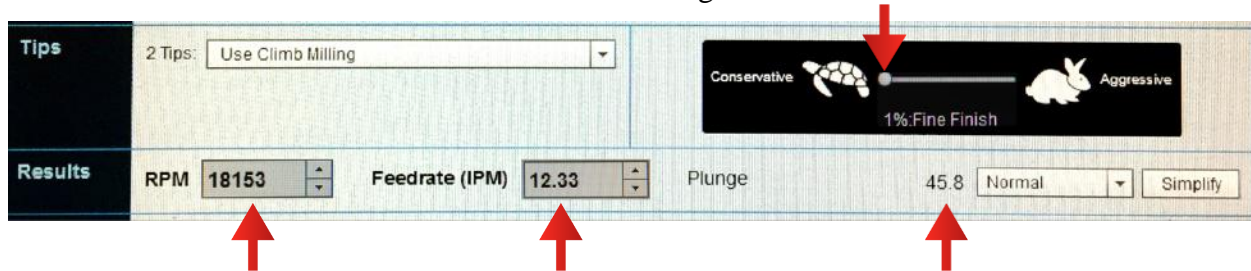 Tips
2 Tips: Use Climb Milling
Conservative
Aggressive
1%:Fine Finish
Results
RPM 18153 Feedrate (IPM) 12.33 Plunge 45.8 Normal Simplify